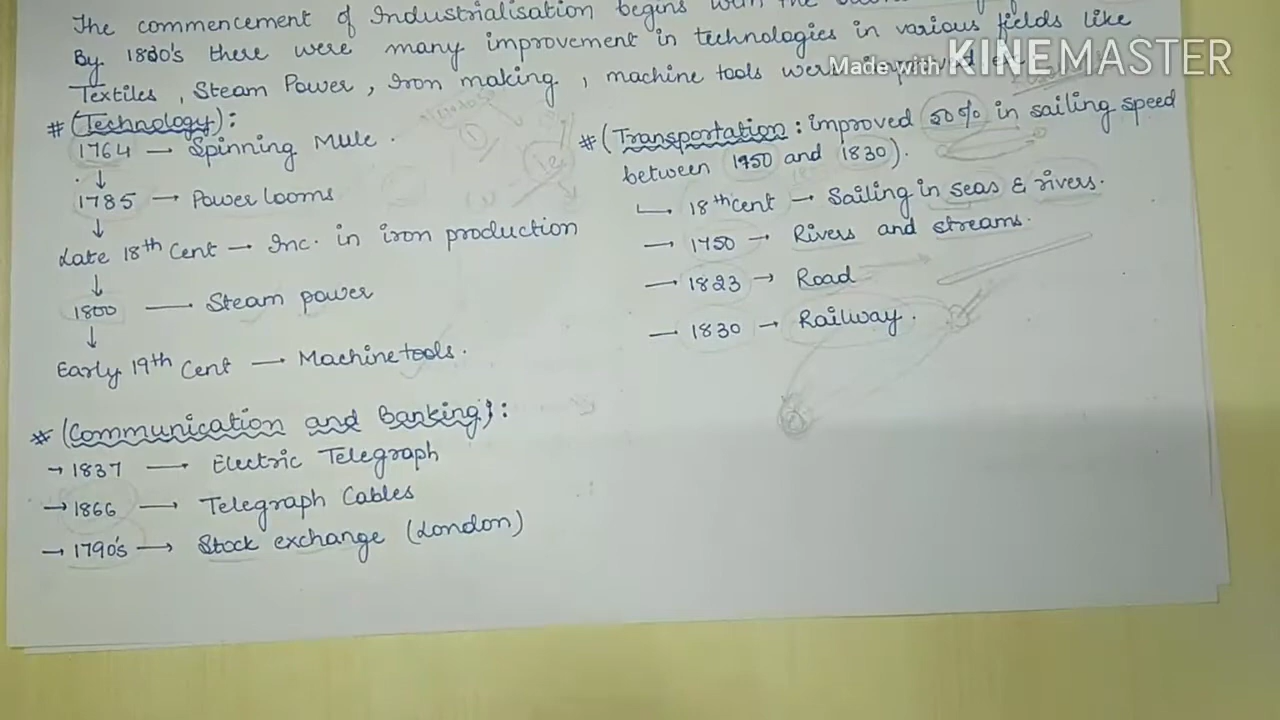 The commencement of Industrialisation begins with the
By 1820's there were many improvement in technologies in various fields like
Textiles, Steam Power, Iron making, machine tools were improved
Made with KINEMASTER
# (Technology):
1764 → Spinning Mule.
↓
1785 → Power looms
↓
Late 18th Cent → Inc. in iron production
↓
1800 → Steam power
↓
Early 19th Cent → Machine tools.
# (Communication and Banking):
→ 1837 → Electric Telegraph
→ 1866 → Telegraph Cables
→ 1790's → Stock exchange (London)
# (Transportation: improved 50% in sailing speed
between 1750 and 1830).
→ 18th cent → Sailing in seas & rivers.
→ 1750 → Rivers and streams.
→ 1823 → Road
→ 1830 → Railway.